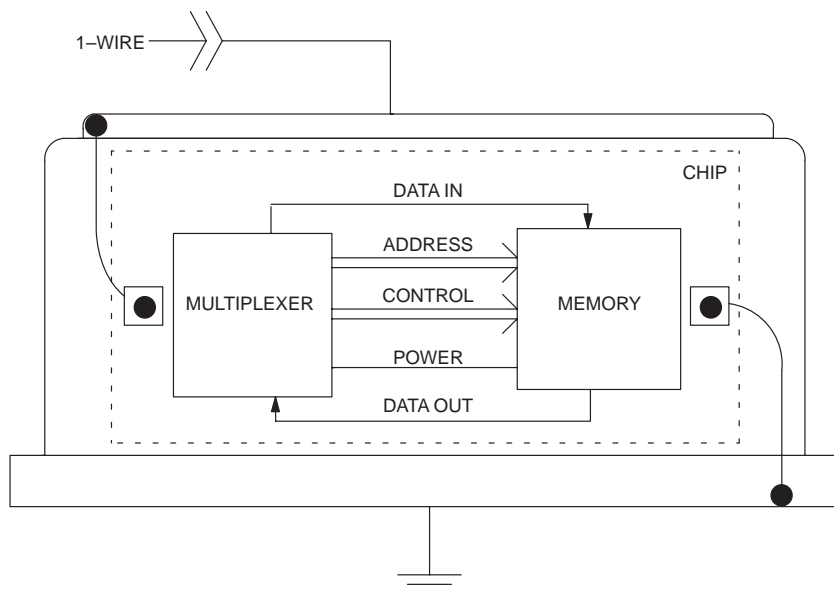 1–WIRE
CHIP
DATA IN
ADDRESS
MULTIPLEXER
CONTROL
MEMORY
POWER
DATA OUT